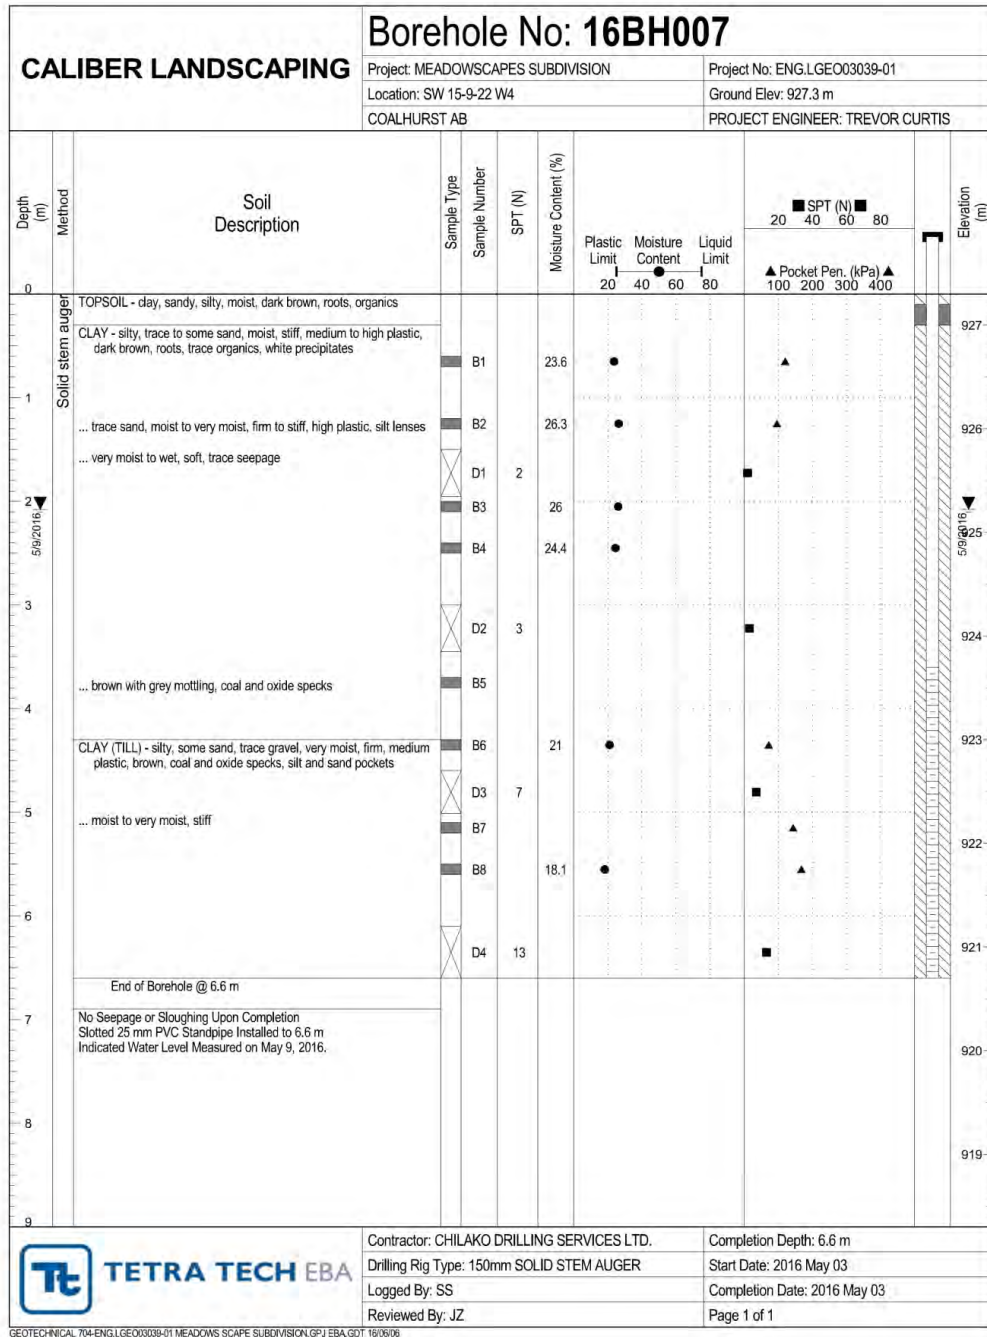 CALIBER LANDSCAPING
Borehole No: 16BH007
Project: MEADOWSCAPES SUBDIVISION
Project No: ENG.LGEO03039-01
Location: SW 15-9-22 W4
Ground Elev: 927.3 m
COALHURST AB
PROJECT ENGINEER: TREVOR CURTIS
Depth (m)
Method
Soil Description
Sample Type
Sample Number
SPT (N)
Moisture Content (%)
Plastic Limit
Moisture Content
Liquid Limit
20 40 60 80
■ SPT (N) ■
20 40 60 80
▲ Pocket Pen. (kPa) ▲
100 200 300 400
Elevation (m)
0
Solid stem auger
TOPSOIL - clay, sandy, silty, moist, dark brown, roots, organics
927
CLAY - silty, trace to some sand, moist, stiff, medium to high plastic,
dark brown, roots, trace organics, white precipitates
B1 23.6
1
... trace sand, moist to very moist, firm to stiff, high plastic, silt lenses
B2 26.3
926
... very moist to wet, soft, trace seepage
D1 2
2
5/9/2016
B3 26
5/9/2016
925
B4 24.4
3
D2 3
924
... brown with grey mottling, coal and oxide specks
B5
4
CLAY (TILL) - silty, some sand, trace gravel, very moist, firm, medium
plastic, brown, coal and oxide specks, silt and sand pockets
B6 21
923
D3 7
5
... moist to very moist, stiff
B7
922
B8 18.1
6
D4 13
921
End of Borehole @ 6.6 m
7
No Seepage or Sloughing Upon Completion
Slotted 25 mm PVC Standpipe Installed to 6.6 m
Indicated Water Level Measured on May 9, 2016.
920
8
919
9
Tt
TETRA TECH EBA
Contractor: CHILAKO DRILLING SERVICES LTD.
Completion Depth: 6.6 m
Drilling Rig Type: 150mm SOLID STEM AUGER
Start Date: 2016 May 03
Logged By: SS
Completion Date: 2016 May 03
Reviewed By: JZ
Page 1 of 1
GEOTECHNICAL 704-ENG.LGEO03039-01 MEADOWS SCAPE SUBDIVISION.GPJ EBA.GDT 16/06/06